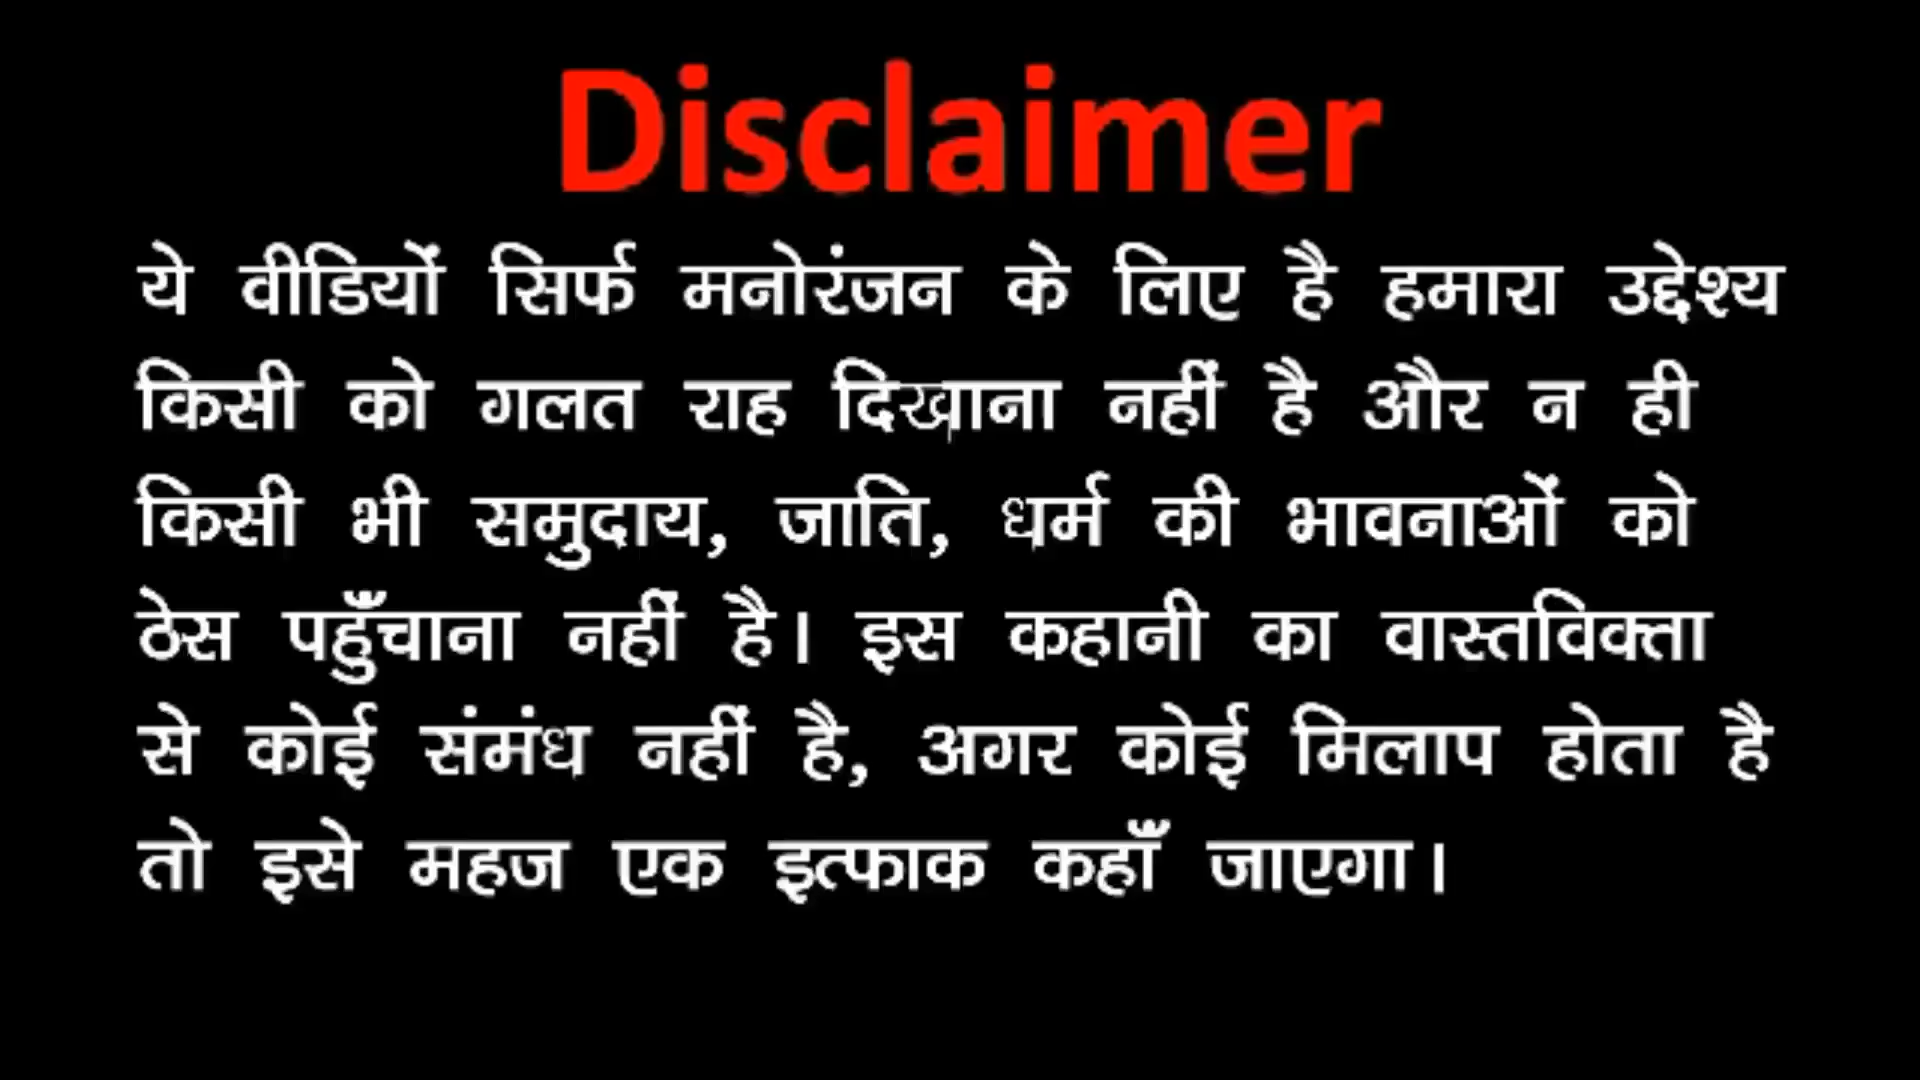 Disclaimer
ये वीडियों सिर्फ मनोरंजन के लिए है हमारा उद्देश्य
किसी को गलत राह दिखाना नहीं है और न ही
किसी भी समुदाय, जाति, धर्म की भावनाओं को
ठेस पहुँचाना नहीं है। इस कहानी का वास्तविक्ता
से कोई संमंध नहीं है, अगर कोई मिलाप होता है
तो इसे महज एक इत्फाक कहाँ जाएगा।